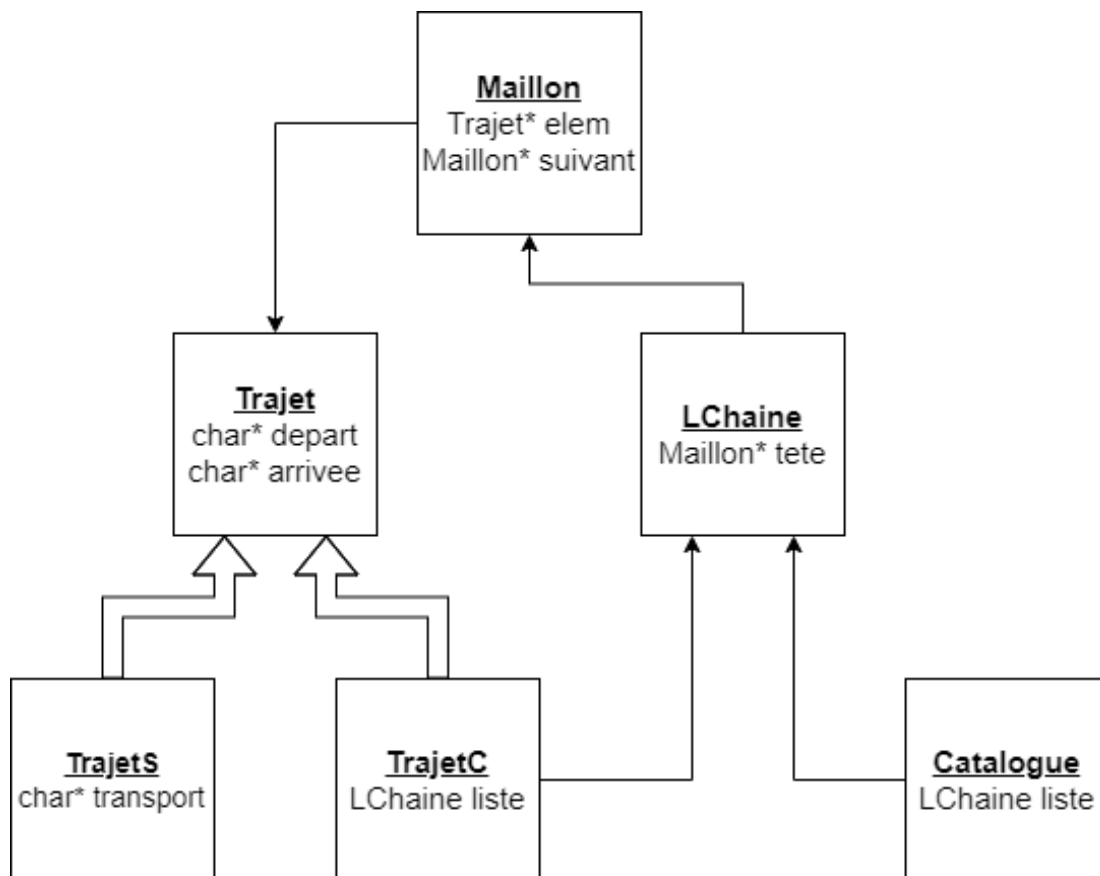 Maillon
Trajet* elem
Maillon* suivant
Trajet
char* depart
char* arrivee
LChaine
Maillon* tete
TrajetS
char* transport
TrajetC
LChaine liste
Catalogue
LChaine liste